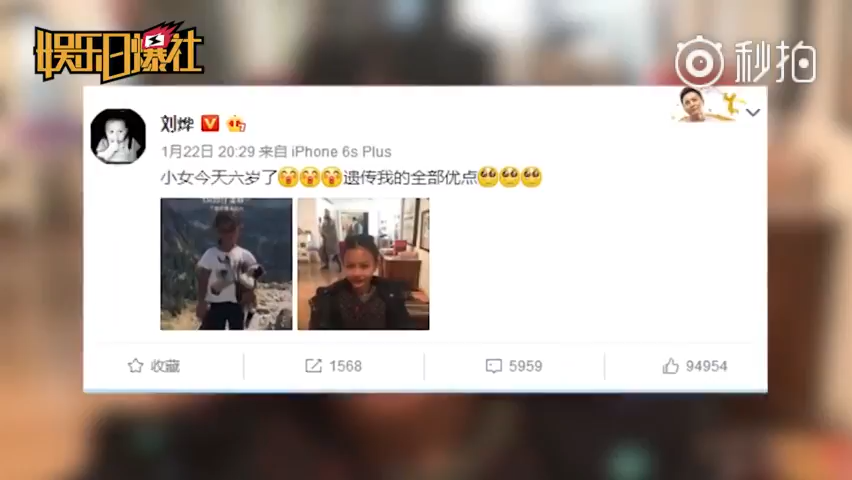 娱乐日爆社
秒拍
刘烨
1月22日 20:29 来自 iPhone 6s Plus
小女今天六岁了遗传我的全部优点
收藏
1568
5959
94954